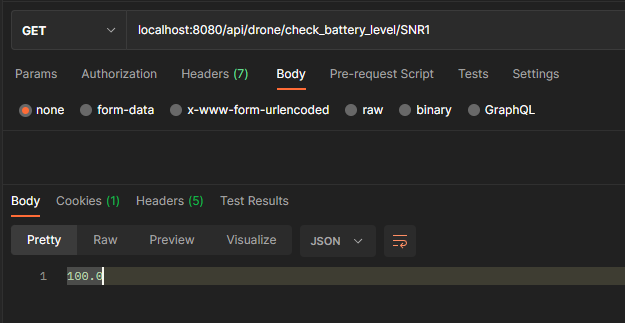 GET localhost:8080/api/drone/check_battery_level/SNR1
Params Authorization Headers (7) Body Pre-request Script Tests Settings
none form-data x-www-form-urlencoded raw binary GraphQL
Body Cookies (1) Headers (5) Test Results
Pretty Raw Preview Visualize JSON
1 100.0